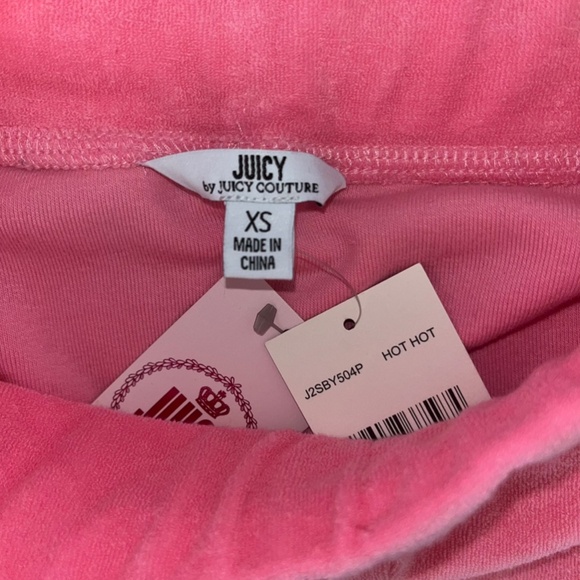 JUICY
by JUICY COUTURE
XS
MADE IN
CHINA
J2SBY504P HOT HOT